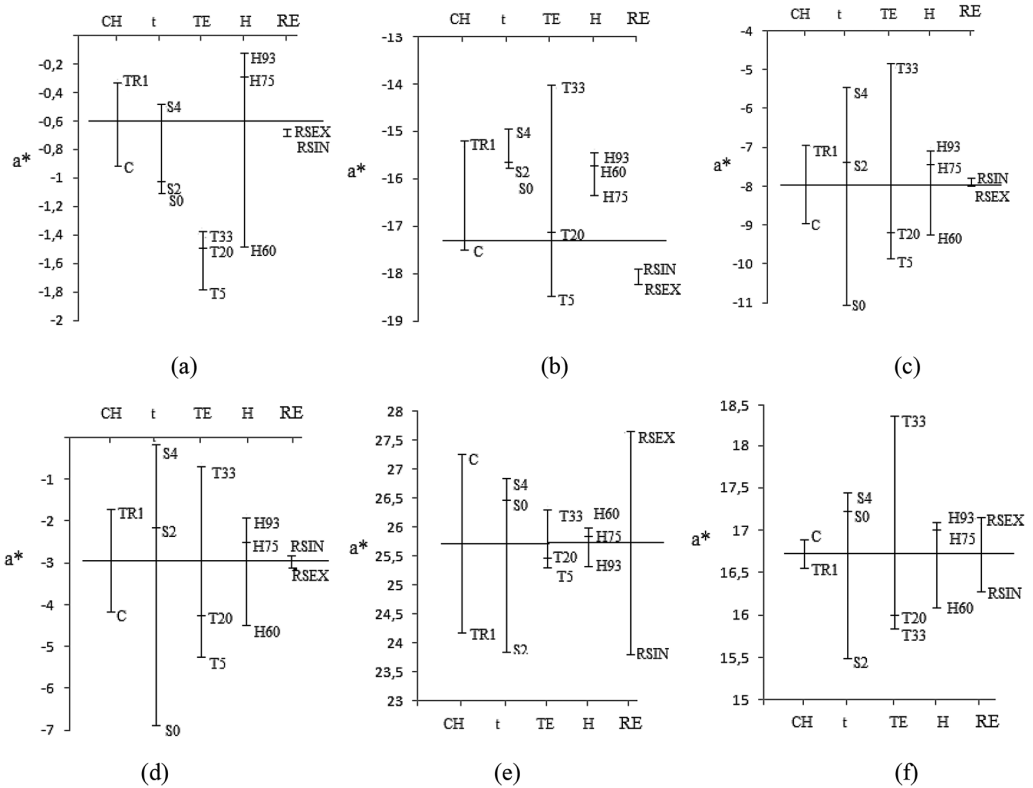 CH t TE H RE
-0,2
-0,4
-0,6
-0,8
-1
-1,2
-1,4
-1,6
-1,8
-2
a*
TR1
C
S4
S2
S0
T33
T20
T5
H93
H75
H60
RSEX
RSIN
(a)
CH t TE H RE
-13
-14
-15
-16
-17
-18
-19
a*
TR1
C
S4
S2
S0
T33
T20
T5
H93
H60
H75
RSIN
RSEX
(b)
CH t TE H RE
-4
-5
-6
-7
-8
-9
-10
-11
a*
TR1
C
S4
S2
S0
T33
T20
T5
H93
H75
H60
RSIN
RSEX
(c)
CH t TE H RE
-1
-2
-3
-4
-5
-6
-7
a*
TR1
C
S4
S2
S0
T33
T20
T5
H93
H75
H60
RSIN
RSEX
(d)
28
27,5
27
26,5
26
25,5
25
24
23
a*
C
TR1
S4
S0
S2
T33
T20
T5
H60
H75
H93
RSEX
RSIN
CH t TE H RE
(e)
18,5
18
17,5
17
16,5
16
15,5
15
a*
C
TR1
S4
S0
S2
T33
T20
T33
H93
H75
H60
RSEX
RSIN
CH t TE H RE
(f)